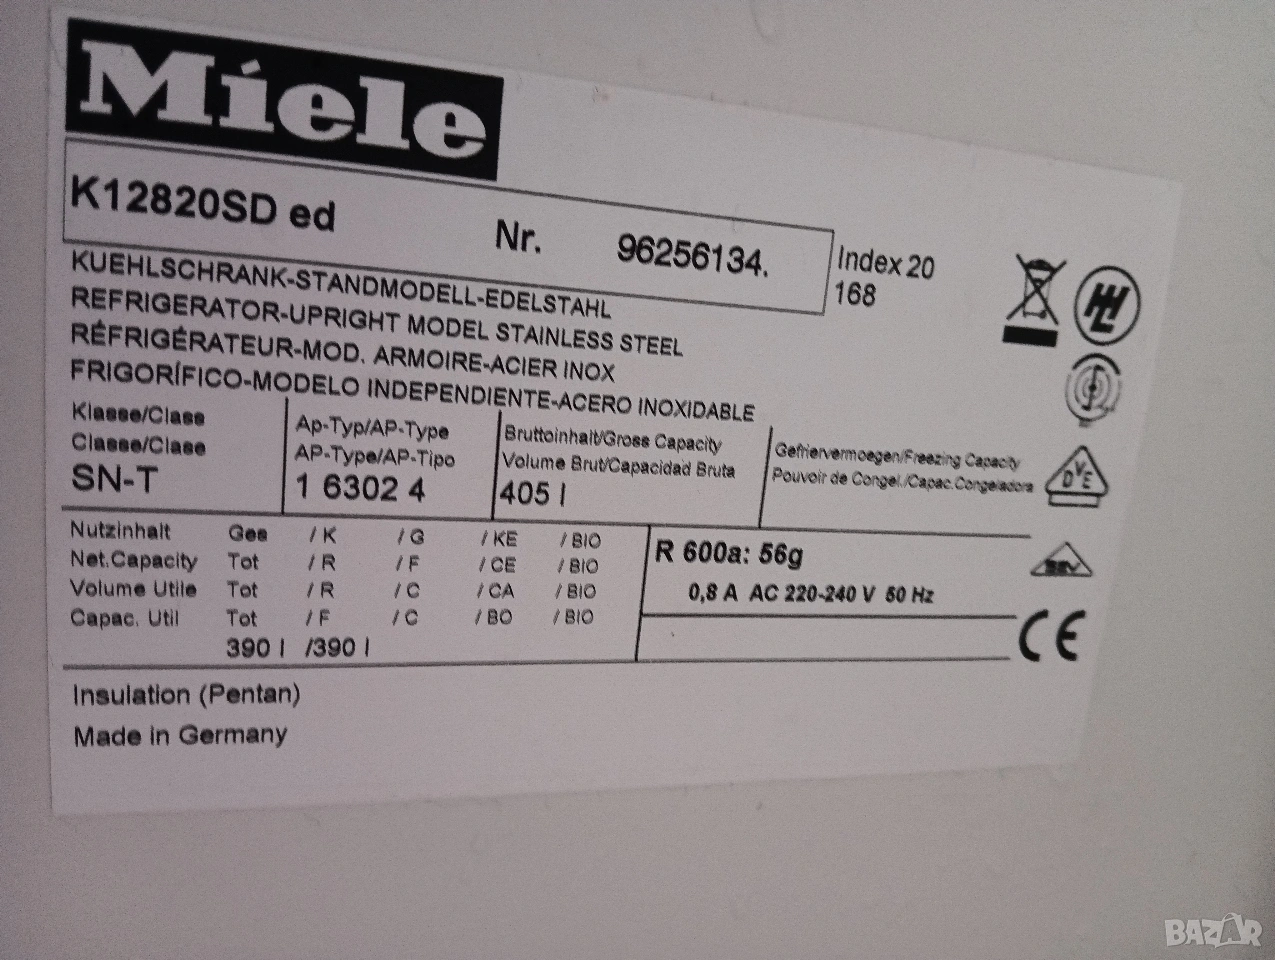 Miele
K12820SD ed Nr. 96256134.
Index 20
168
KUEHLSCHRANK-STANDMODELL-EDELSTAHL
REFRIGERATOR-UPRIGHT MODEL STAINLESS STEEL
RÉFRIGÉRATEUR-MOD. ARMOIRE-ACIER INOX
FRIGORÍFICO-MODELO INDEPENDIENTE-ACERO INOXIDABLE
Klasse/Clase
Classe/Classe
SN-T
Ap-Typ/AP-Type
AP-Type/AP-Tipo
1 6302 4
Bruttoinhalt/Gross Capacity
Volume Brut/Capacidad Bruta
405 l
Gefriervermoegen/Freezing Capacity
Pouvoir de Congel./Capac.Congeladora
Nutzinhalt Ges / K / G / KE / BIO
Net.Capacity Tot / R / F / CE / BIO
Volume Utile Tot / R / C / CA / BIO
Capac. Util Tot / F / C / BO / BIO
390 l /390 l
R 600a: 56g
0,8 A AC 220-240 V 50 Hz
Insulation (Pentan)
Made in Germany
DVE
CE
BAZAR